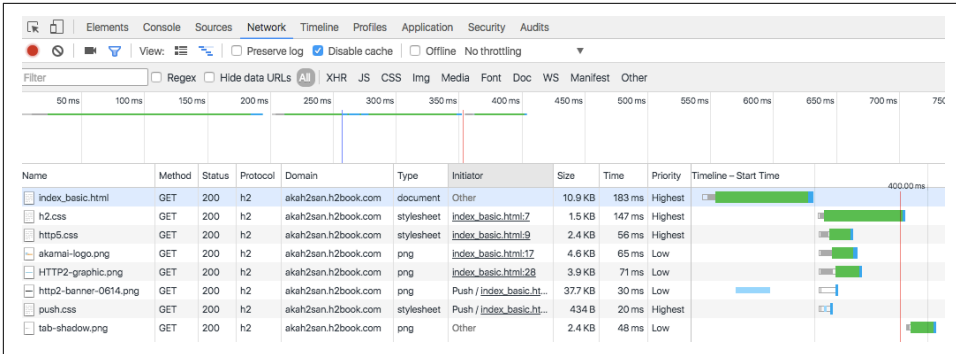 Elements Console Sources Network Timeline Profiles Application Security Audits
View: Preserve log Disable cache Offline No throttling
Filter Regex Hide data URLs All XHR JS CSS Img Media Font Doc WS Manifest Other
50 ms 100 ms 150 ms 200 ms 250 ms 300 ms 350 ms 400 ms 450 ms 500 ms 550 ms 600 ms 650 ms 700 ms 750
Name Method Status Protocol Domain Type Initiator Size Time Priority Timeline – Start Time
400.00 ms
index_basic.html GET 200 h2 akah2san.h2book.com document Other 10.9 KB 183 ms Highest
h2.css GET 200 h2 akah2san.h2book.com stylesheet index_basic.html:7 1.5 KB 147 ms Highest
http5.css GET 200 h2 akah2san.h2book.com stylesheet index_basic.html:9 2.4 KB 56 ms Highest
akamai-logo.png GET 200 h2 akah2san.h2book.com png index_basic.html:17 4.6 KB 65 ms Low
HTTP2-graphic.png GET 200 h2 akah2san.h2book.com png index_basic.html:28 3.9 KB 71 ms Low
http2-banner-0614.png GET 200 h2 akah2san.h2book.com png Push / index_basic.ht... 37.7 KB 30 ms Low
push.css GET 200 h2 akah2san.h2book.com stylesheet Push / index_basic.ht... 434 B 20 ms Highest
tab-shadow.png GET 200 h2 akah2san.h2book.com png Other 2.4 KB 48 ms Low